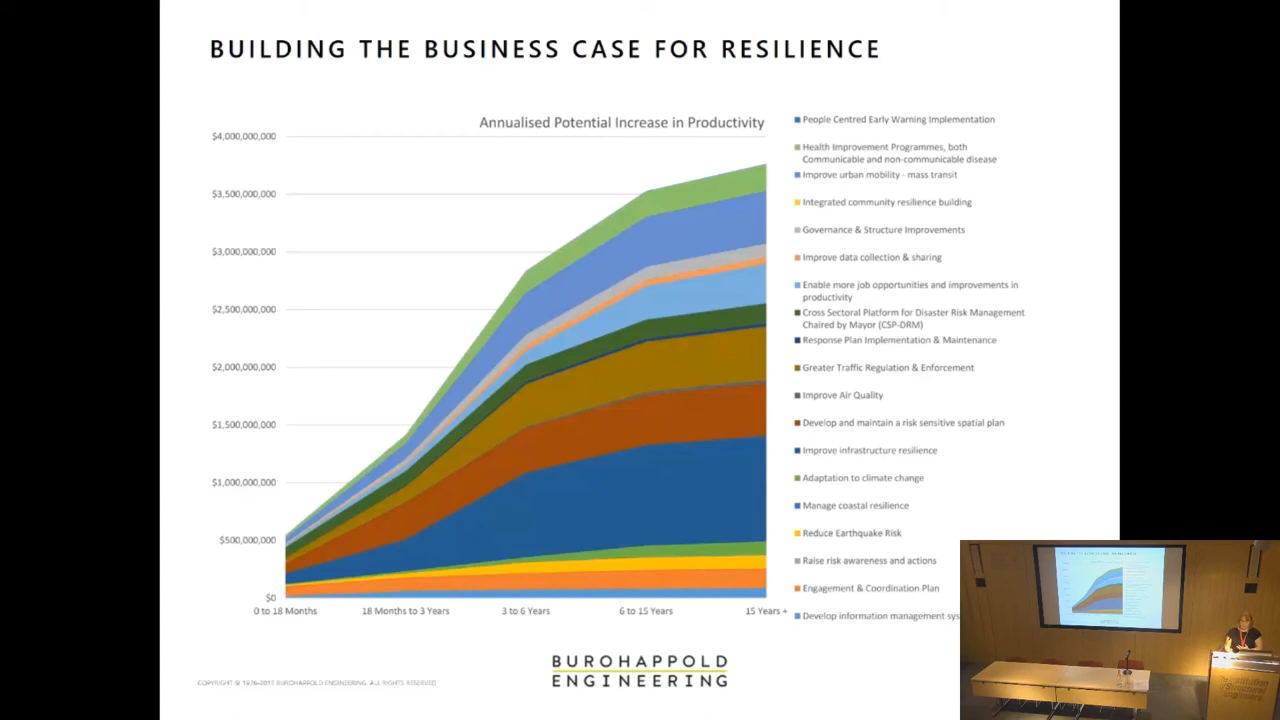 BUILDING THE BUSINESS CASE FOR RESILIENCE
Annualised Potential Increase in Productivity
$4,000,000,000
$3,500,000,000
$3,000,000,000
$2,500,000,000
$2,000,000,000
$1,500,000,000
$1,000,000,000
$500,000,000
$0
0 to 18 Months
18 Months to 3 Years
3 to 6 Years
6 to 15 Years
15 Years +
People Centred Early Warning Implementation
Health Improvement Programmes, both
Communicable and non-communicable disease
Improve urban mobility - mass transit
Integrated community resilience building
Governance & Structure Improvements
Improve data collection & sharing
Enable more job opportunities and improvements in
productivity
Cross Sectoral Platform for Disaster Risk Management
Chaired by Mayor (CSP-DRM)
Response Plan Implementation & Maintenance
Greater Traffic Regulation & Enforcement
Improve Air Quality
Develop and maintain a risk sensitive spatial plan
Improve infrastructure resilience
Adaptation to climate change
Manage coastal resilience
Reduce Earthquake Risk
Raise risk awareness and actions
Engagement & Coordination Plan
Develop information management sys
BUROHAPPOLD
ENGINEERING
COPYRIGHT © 1976-2017 BUROHAPPOLD ENGINEERING. ALL RIGHTS RESERVED